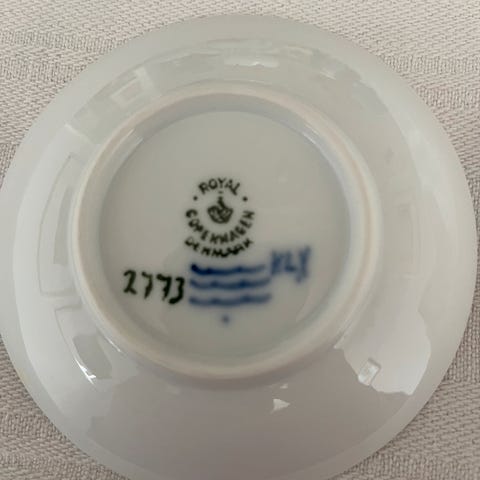 ROYAL
COPENHAGEN
DENMARK
2773